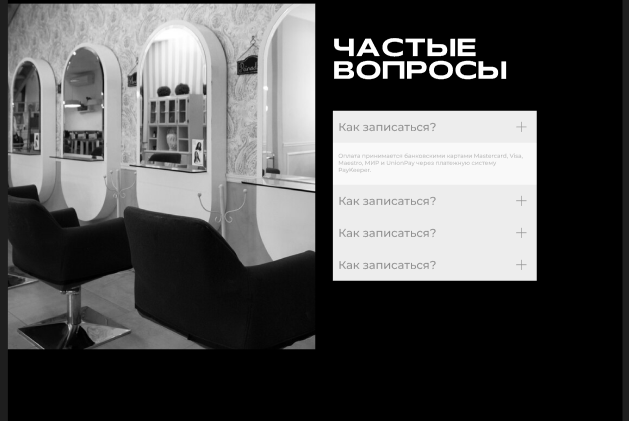 ЧАСТЫЕ
ВОПРОСЫ
Как записаться?
Оплата принимается банковскими картами Mastercard, Visa,
Maestro, МИР и UnionPay через платежную систему
PayKeeper.
Как записаться?
Как записаться?
Как записаться?